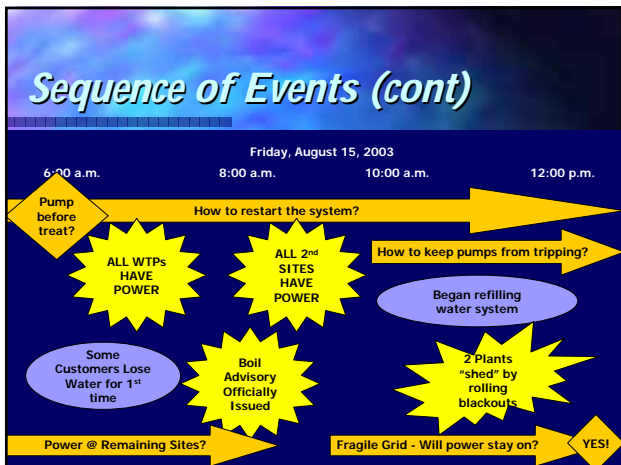 Sequence of Events (cont)
Friday, August 15, 2003
6:00 a.m.
8:00 a.m.
10:00 a.m.
12:00 p.m.
Pump
before
treat?
How to restart the system?
ALL WTPs
HAVE
POWER
ALL 2nd
SITES
HAVE
POWER
How to keep pumps from tripping?
Began refilling
water system
Some
Customers Lose
Water for 1st
time
Boil
Advisory
Officially
Issued
2 Plants
"shed" by
rolling
blackouts
Power @ Remaining Sites?
Fragile Grid - Will power stay on?
YES!